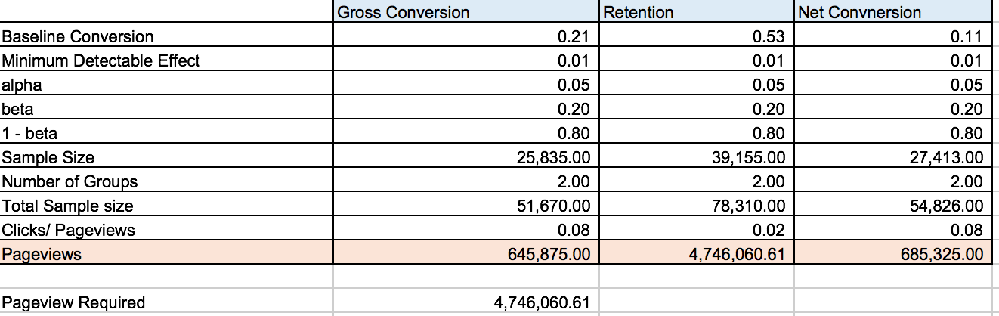 Gross Conversion Retention Net Convnersion
Baseline Conversion 0.21 0.53 0.11
Minimum Detectable Effect 0.01 0.01 0.01
alpha 0.05 0.05 0.05
beta 0.20 0.20 0.20
1 - beta 0.80 0.80 0.80
Sample Size 25,835.00 39,155.00 27,413.00
Number of Groups 2.00 2.00 2.00
Total Sample size 51,670.00 78,310.00 54,826.00
Clicks/ Pageviews 0.08 0.02 0.08
Pageviews 645,875.00 4,746,060.61 685,325.00
Pageview Required 4,746,060.61